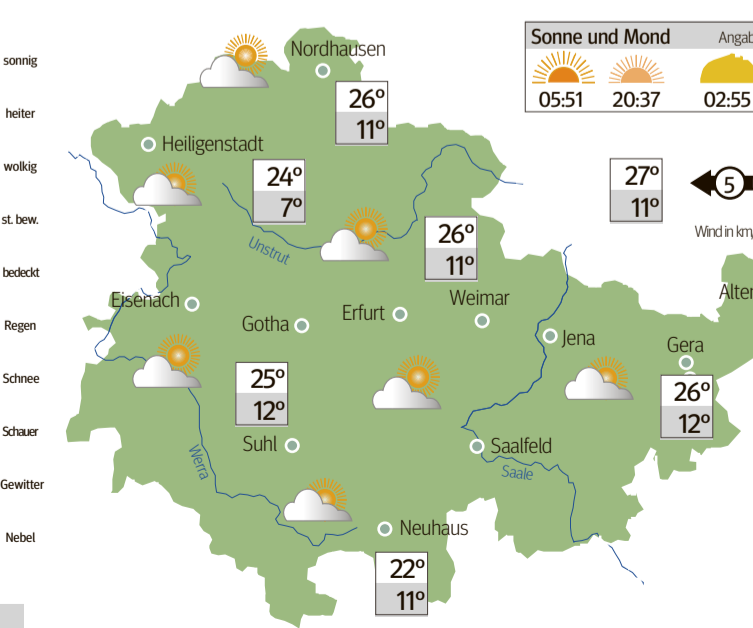 sonnig
heiter
wolkig
st. bew.
bedeckt
Regen
Schnee
Schauer
Gewitter
Nebel
Nordhausen
26°
11°
Heiligenstadt
24°
7°
Unstrut
26°
11°
Eisenach
Gotha
Erfurt
Weimar
Jena
Gera
26°
12°
25°
12°
Suhl
Werra
Saalfeld
Saale
Neuhaus
22°
11°
Sonne und Mond
Angab
05:51 20:37 02:55
27°
11°
5
Wind in km/
Alten